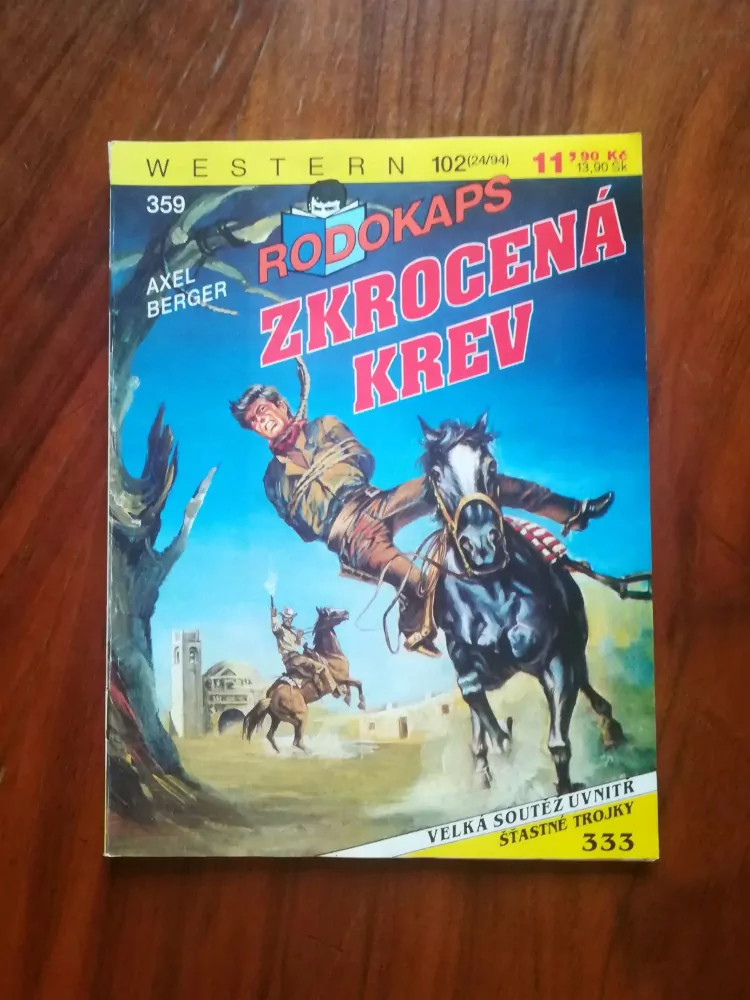 WESTERN 102(24/94) 11,90 Kč
13,90 Sk
359
RODOKAPS
AXEL
BERGER
ZKROCENÁ
KREV
VELKÁ SOUTĚŽ UVNITŘ
ŠŤASTNÉ TROJKY
333